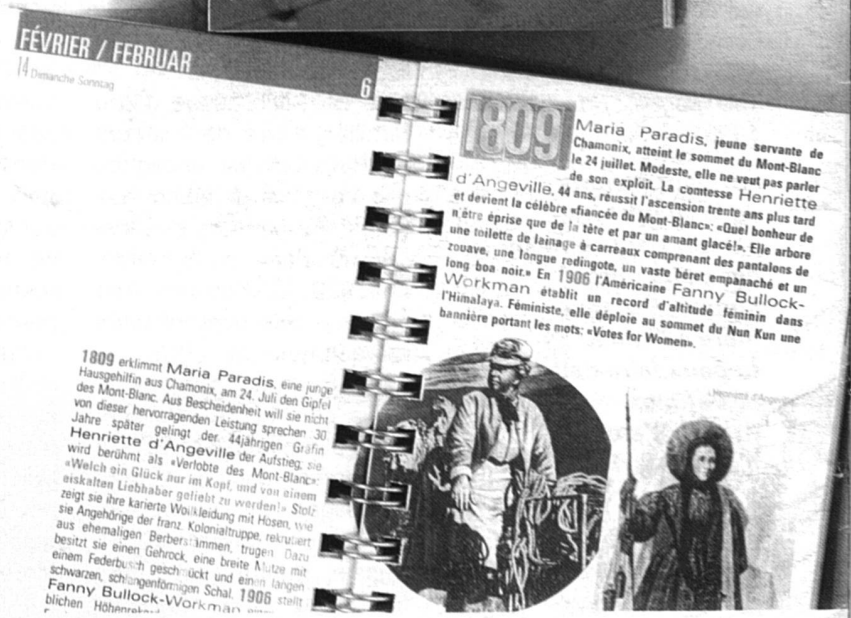 FÉVRIER / FEBRUAR
14 Dimanche Sonntag
6
1809 erklimmt Maria Paradis, eine junge
Hausgehilfin aus Chamonix, am 24. Juli den Gipfel
des Mont-Blanc. Aus Bescheidenheit will sie nicht
von dieser hervorragenden Leistung sprechen 30
Jahre später gelingt der 44jährigen Gräfin
Henriette d'Angeville der Aufstieg; sie
wird berühmt als «Verlobte des Mont-Blanc»:
«Welch ein Glück nur im Kopf, und von einem
eiskalten Liebhaber geliebt zu werden!» Stolz
zeigt sie ihre karierte Wollkleidung mit Hosen, wie
sie Angehörige der franz. Kolonialtruppe, rekrutiert
aus ehemaligen Berberstämmen, trugen. Dazu
besitzt sie einen Gehrock, eine breite Mütze mit
einem Federbusch geschmückt und einen langen
schwarzen, schlangenförmigen Schal. 1906 stellt
Fanny Bullock-Workman
blichen
1809
Maria Paradis, jeune servante de
Chamonix, atteint le sommet du Mont-Blanc
le 24 juillet. Modeste, elle ne veut pas parler
de son exploit. La comtesse Henriette
d'Angeville, 44 ans, réussit l'ascension trente ans plus tard
et devient la célèbre «fiancée du Mont-Blanc»: «Quel bonheur de
n'être éprise que de la tête et par un amant glacé!». Elle arbore
une toilette de lainage à carreaux comprenant des pantalons de
zouave, une longue redingote, un vaste béret empanaché et un
long boa noir.» En 1906 l'Américaine Fanny Bullock-
Workman établit un record d'altitude féminin dans
l'Himalaya. Féministe, elle déploie au sommet du Nun Kun une
bannière portant les mots: «Votes for Women».
Henriette d'Angeville